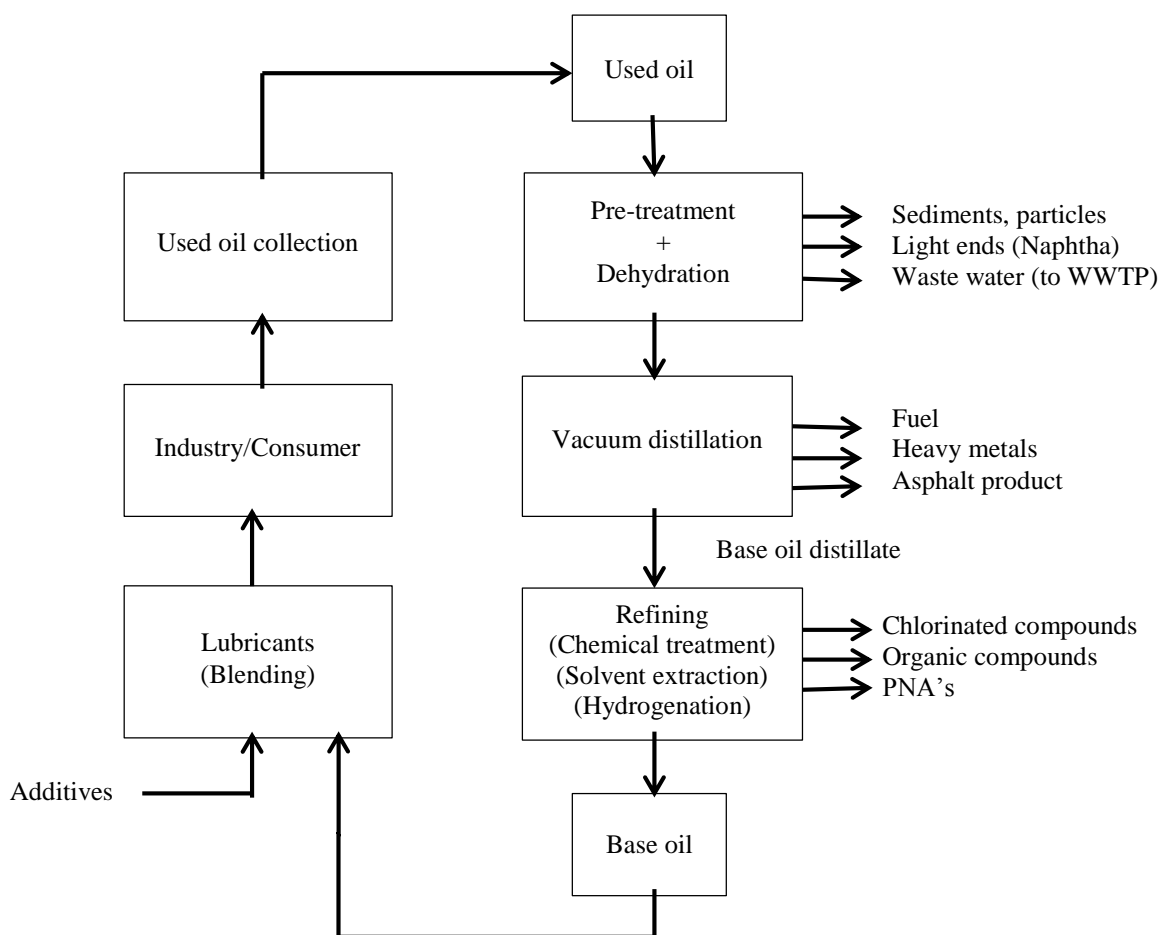 Used oil
Pre-treatment
+
Dehydration
Sediments, particles
Light ends (Naphtha)
Waste water (to WWTP)
Used oil collection
Vacuum distillation
Fuel
Heavy metals
Asphalt product
Industry/Consumer
Base oil distillate
Refining
(Chemical treatment)
(Solvent extraction)
(Hydrogenation)
Chlorinated compounds
Organic compounds
PNA's
Lubricants
(Blending)
Additives
Base oil